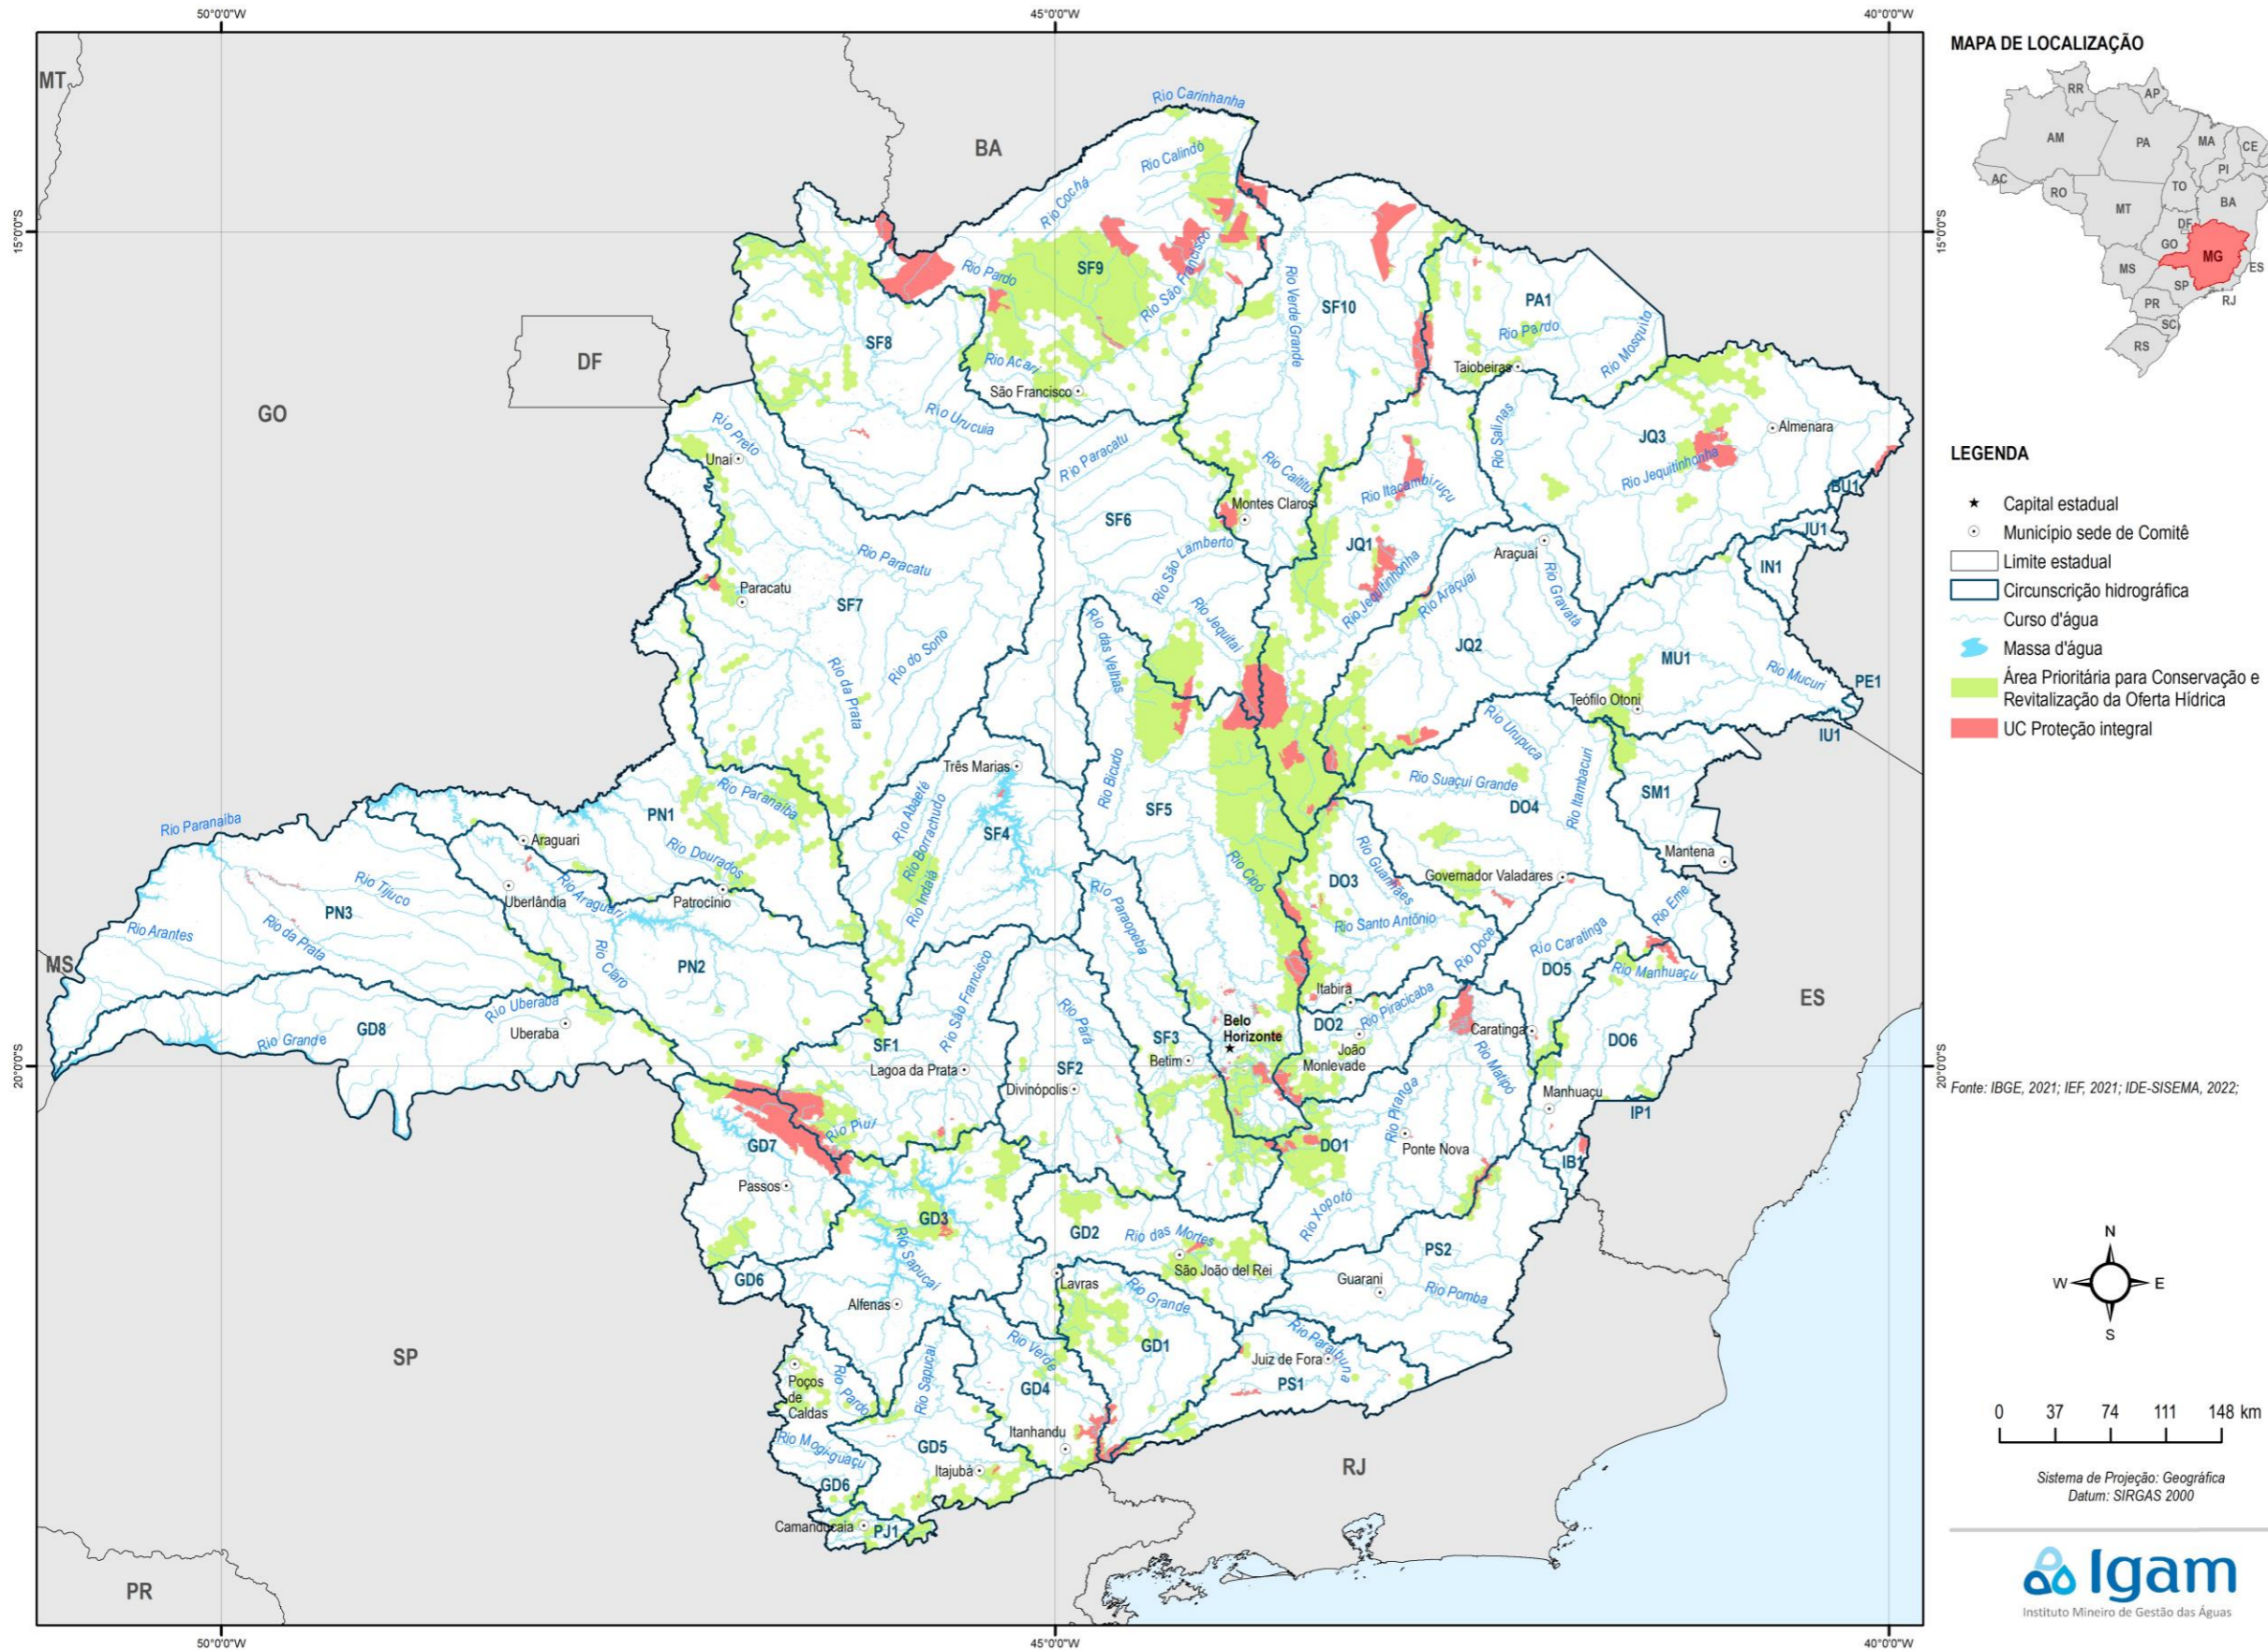 50°0'0"W
45°0'0"W
40°0'0"W
15°0'0"S
20°0'0"S
15°0'0"S
20°0'0"S
50°0'0"W
45°0'0"W
40°0'0"W
MT
BA
GO
DF
MS
SP
PR
RJ
ES
Rio Carinhanha
Rio Calindó
Rio Cochá
Rio Pardo
SF9
Rio São Francisco
Rio Verde Grande
SF10
PA1
Rio Pardo
Rio Mosquito
Taiobeiras
SF8
Rio Acari
São Francisco
Rio Urucuia
Rio Preto
Unaí
Rio Paracatu
Rio Caititu
Montes Claros
Rio Salinas
JQ3
Almenara
Rio Jequitinhonha
BU1
JU1
Rio Itacambiruçu
SF6
Rio São Lamberto
JQ1
Araçuaí
IN1
Rio Paracatu
Paracatu
SF7
Rio Jequitinhonha
Rio Araçuaí
Rio Gravatá
Rio Jequitaí
Rio das Velhas
JQ2
MU1
Rio Mucuri
PE1
Teófilo Otoni
IU1
Rio do Sono
Rio da Prata
Rio Urupuca
Rio Itambacuri
Três Marias
Rio Bicudo
Rio Suaçuí Grande
DO4
SM1
Rio Paranaíba
PN1
Rio Abaeté
Rio Borrachudo
SF4
SF5
Mantena
Rio Paranaiba
Araguari
Rio Dourados
Rio Indaiá
Rio Cipó
DO3
Rio Guanhães
Governador Valadares
Rio Tijuco
PN3
Uberlândia
Rio Araguari
Patrocínio
Rio Paraopeba
Rio Santo Antônio
Rio Eme
Rio Arantes
Rio da Prata
Rio Claro
PN2
Rio Doce
Rio Caratinga
DO5
Rio Manhuaçu
Rio São Francisco
Rio Uberaba
GD8
Uberaba
Rio Grande
Itabira
Rio Piracicaba
DO2
João
Monlevade
Caratinga
DO6
SF1
Lagoa da Prata
Rio Pará
SF2
Divinópolis
SF3
Betim
Belo
Horizonte
Rio Matipó
Manhuaçu
IP1
Rio Piuí
GD7
Passos
Rio Piranga
DO1
Ponte Nova
IB1
GD3
Rio Sapucaí
GD2
Rio das Mortes
São João del Rei
Rio Xopotó
PS2
Guarani
Rio Pomba
GD6
Alfenas
Lavras
Rio Grande
GD1
Rio Verde
Rio Paraibuna
Juiz de Fora
PS1
Poços
de
Caldas
Rio Pardo
Rio Sapucaí
GD4
Itanhandu
Rio Mogi-guaçu
GD5
Itajubá
GD6
Camanducaia
PJ1
MAPA DE LOCALIZAÇÃO
RR
AP
AM
PA
MA
CE
PI
AC
RO
TO
BA
MT
DF
GO
MG
MS
ES
SP
RJ
PR
SC
RS
LEGENDA
Capital estadual
Município sede de Comitê
Limite estadual
Circunscrição hidrográfica
Curso d'água
Massa d'água
Área Prioritária para Conservação e
Revitalização da Oferta Hídrica
UC Proteção integral
Fonte: IBGE, 2021; IEF, 2021; IDE-SISEMA, 2022;
N
W
E
S
0 37 74 111 148 km
Sistema de Projeção: Geográfica
Datum: SIRGAS 2000
Igam
Instituto Mineiro de Gestão das Águas